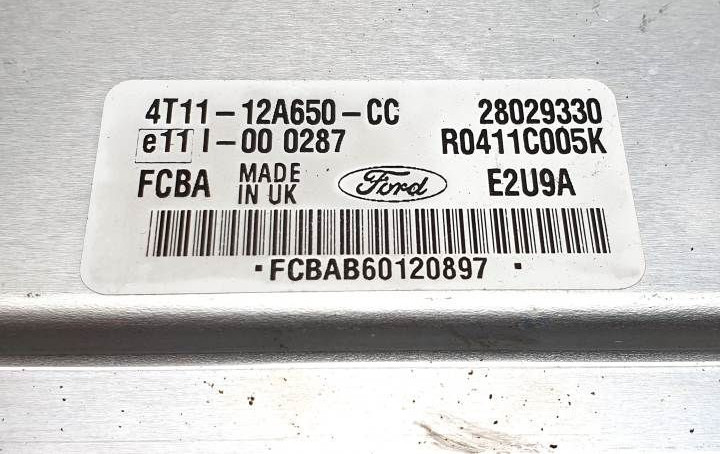 4T11-12A650-CC 28029330
e11 I-00 0287 R0411C005K
FCBA MADE IN UK Ford E2U9A
·FCBAB60120897 ·